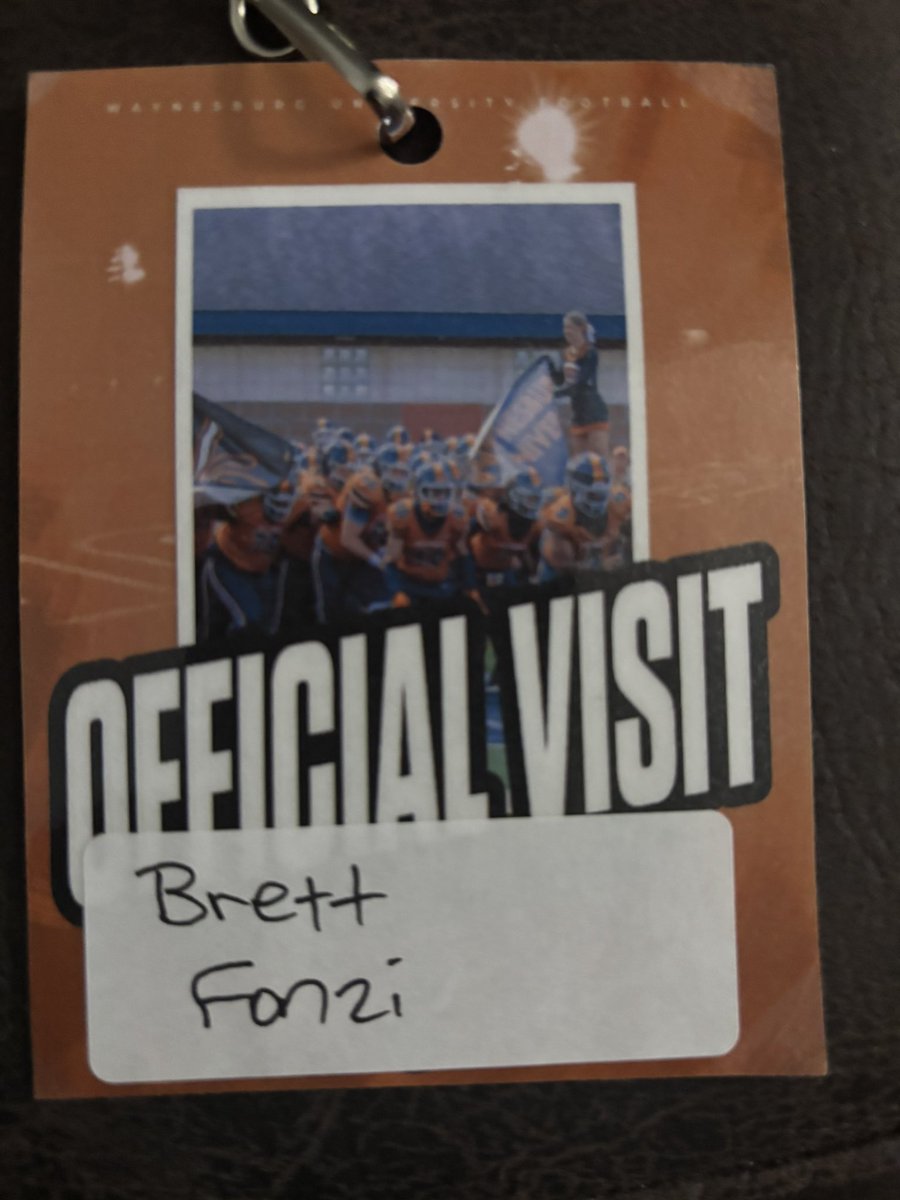 WAYNESBURG UNIVERSITY FOOTBALL
OFFICIAL VISIT
Brett
Fonzi